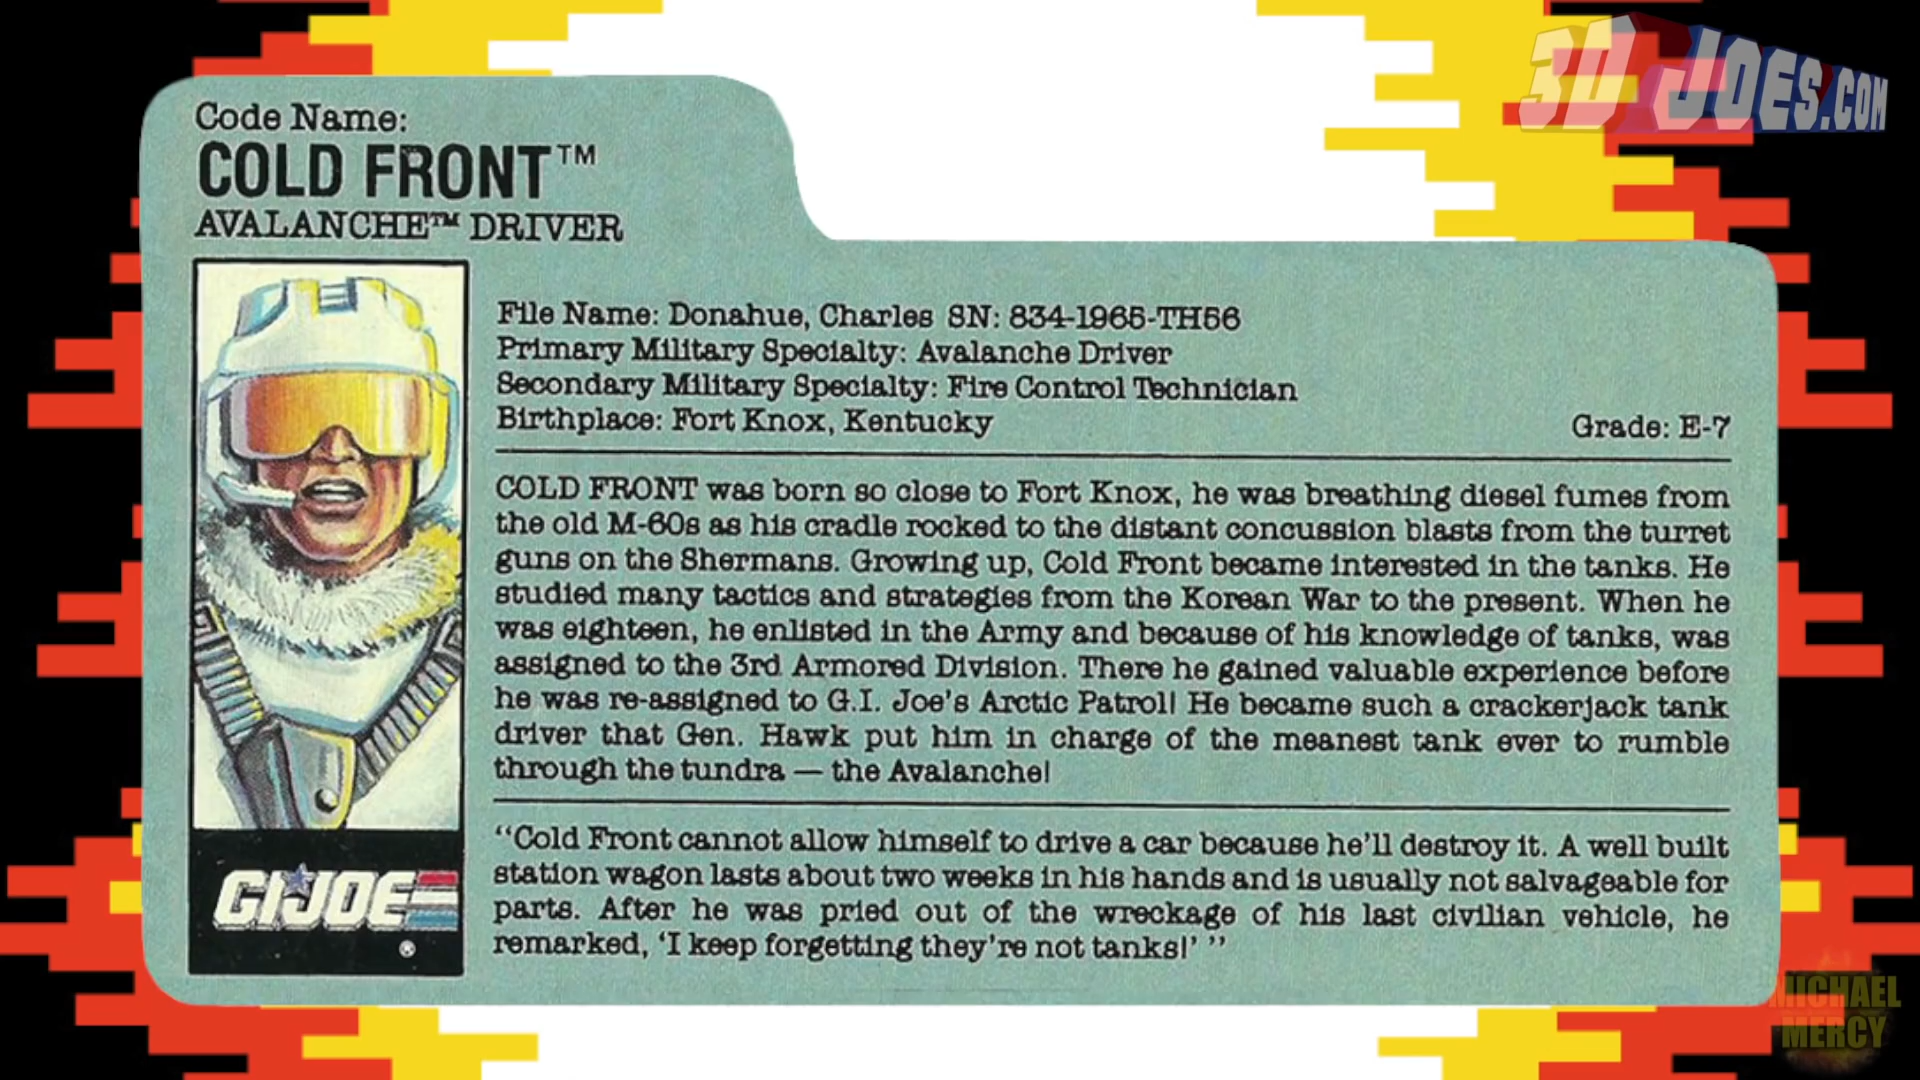 3D JOES.COM
Code Name:
COLD FRONT™
AVALANCHE™ DRIVER
File Name: Donahue, Charles SN: 834-1965-TH56
Primary Military Specialty: Avalanche Driver
Secondary Military Specialty: Fire Control Technician
Birthplace: Fort Knox, Kentucky
Grade: E-7
COLD FRONT was born so close to Fort Knox, he was breathing diesel fumes from
the old M-60s as his cradle rocked to the distant concussion blasts from the turret
guns on the Shermans. Growing up, Cold Front became interested in the tanks. He
studied many tactics and strategies from the Korean War to the present. When he
was eighteen, he enlisted in the Army and because of his knowledge of tanks, was
assigned to the 3rd Armored Division. There he gained valuable experience before
he was re-assigned to G.I. Joe's Arctic Patrol! He became such a crackerjack tank
driver that Gen. Hawk put him in charge of the meanest tank ever to rumble
through the tundra — the Avalanche!
“Cold Front cannot allow himself to drive a car because he'll destroy it. A well built
station wagon lasts about two weeks in his hands and is usually not salvageable for
parts. After he was pried out of the wreckage of his last civilian vehicle, he
remarked, ‘I keep forgetting they're not tanks!’ ”
GI JOE
®
MICHAEL
MERCY